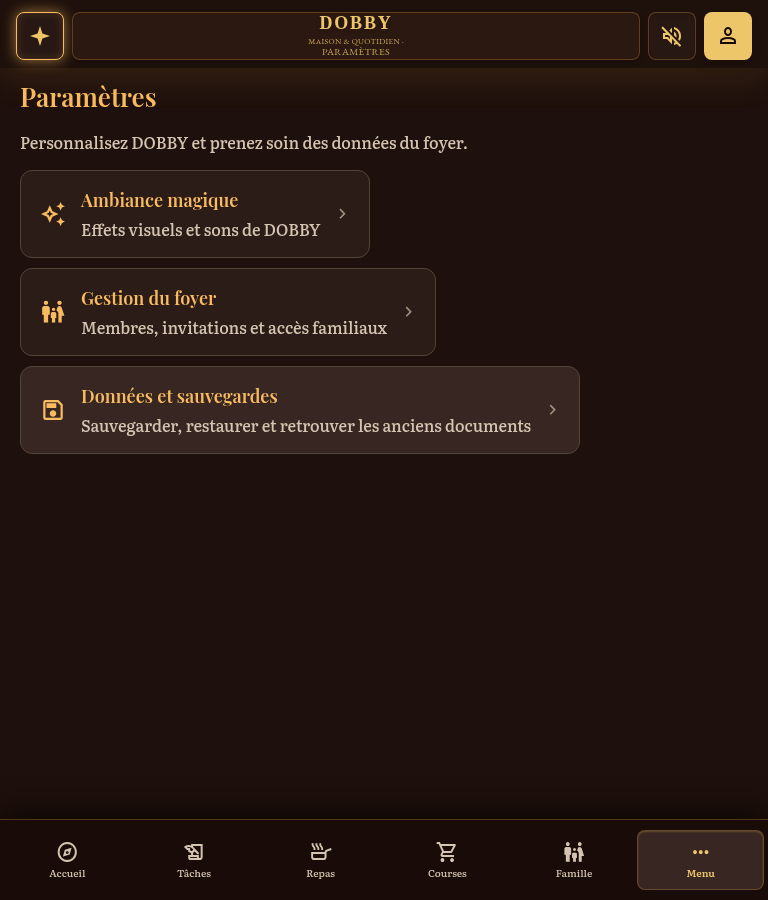 DOBBY
MAISON & QUOTIDIEN ·
PARAMÈTRES
Paramètres
Personnalisez DOBBY et prenez soin des données du foyer.
Ambiance magique
Effets visuels et sons de DOBBY
Gestion du foyer
Membres, invitations et accès familiaux
Données et sauvegardes
Sauvegarder, restaurer et retrouver les anciens documents
Accueil
Tâches
Repas
Courses
Famille
Menu